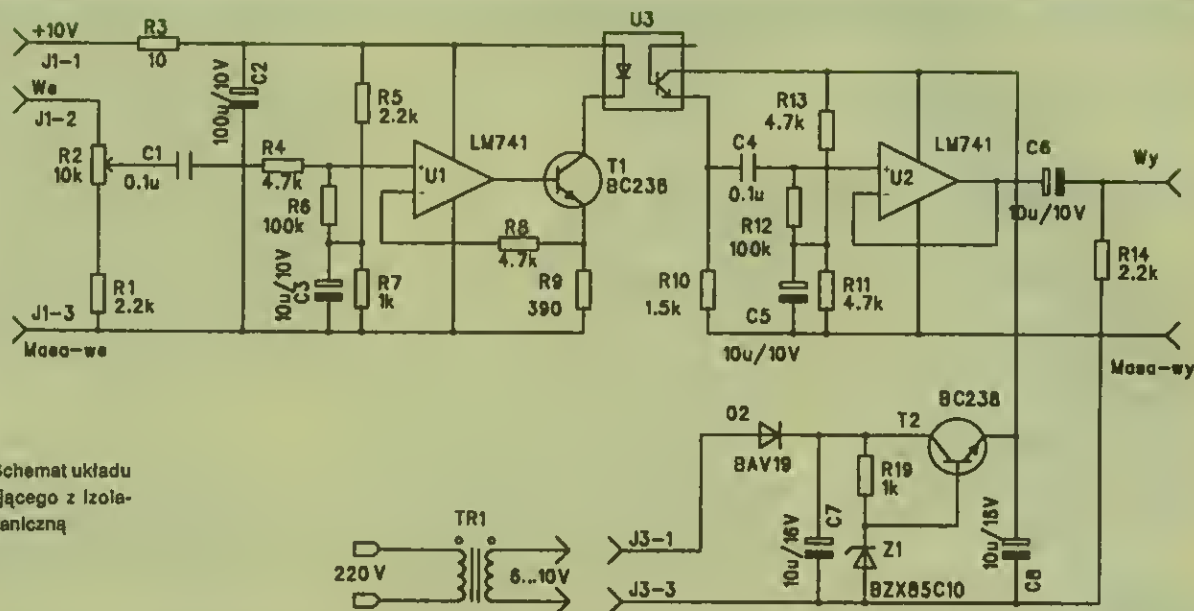 +10V
J1-1
R3
10
We
J1-2
R2
10k
C1
0.1u
100u/10V
C2
R4
4.7k
R5
2.2k
R6
100k
10u/10V
C3
R7
1k
R1
2.2k
J1-3
Masa-we
U1
LM741
R8
4.7k
T1
BC238
R9
390
U3
R10
1.5k
C4
0.1u
R13
4.7k
R12
100k
C5
10u/10V
R11
4.7k
U2
LM741
C6
10u/10V
Wy
R14
2.2k
Masa-wy
Schemat układu
jącego z izola-
aniczną
TR1
220 V
6...10V
J3-1
J3-3
D2
BAV19
T2
BC238
R19
1k
10u/16V
C7
Z1
BZX85C10
10u/16V
C8